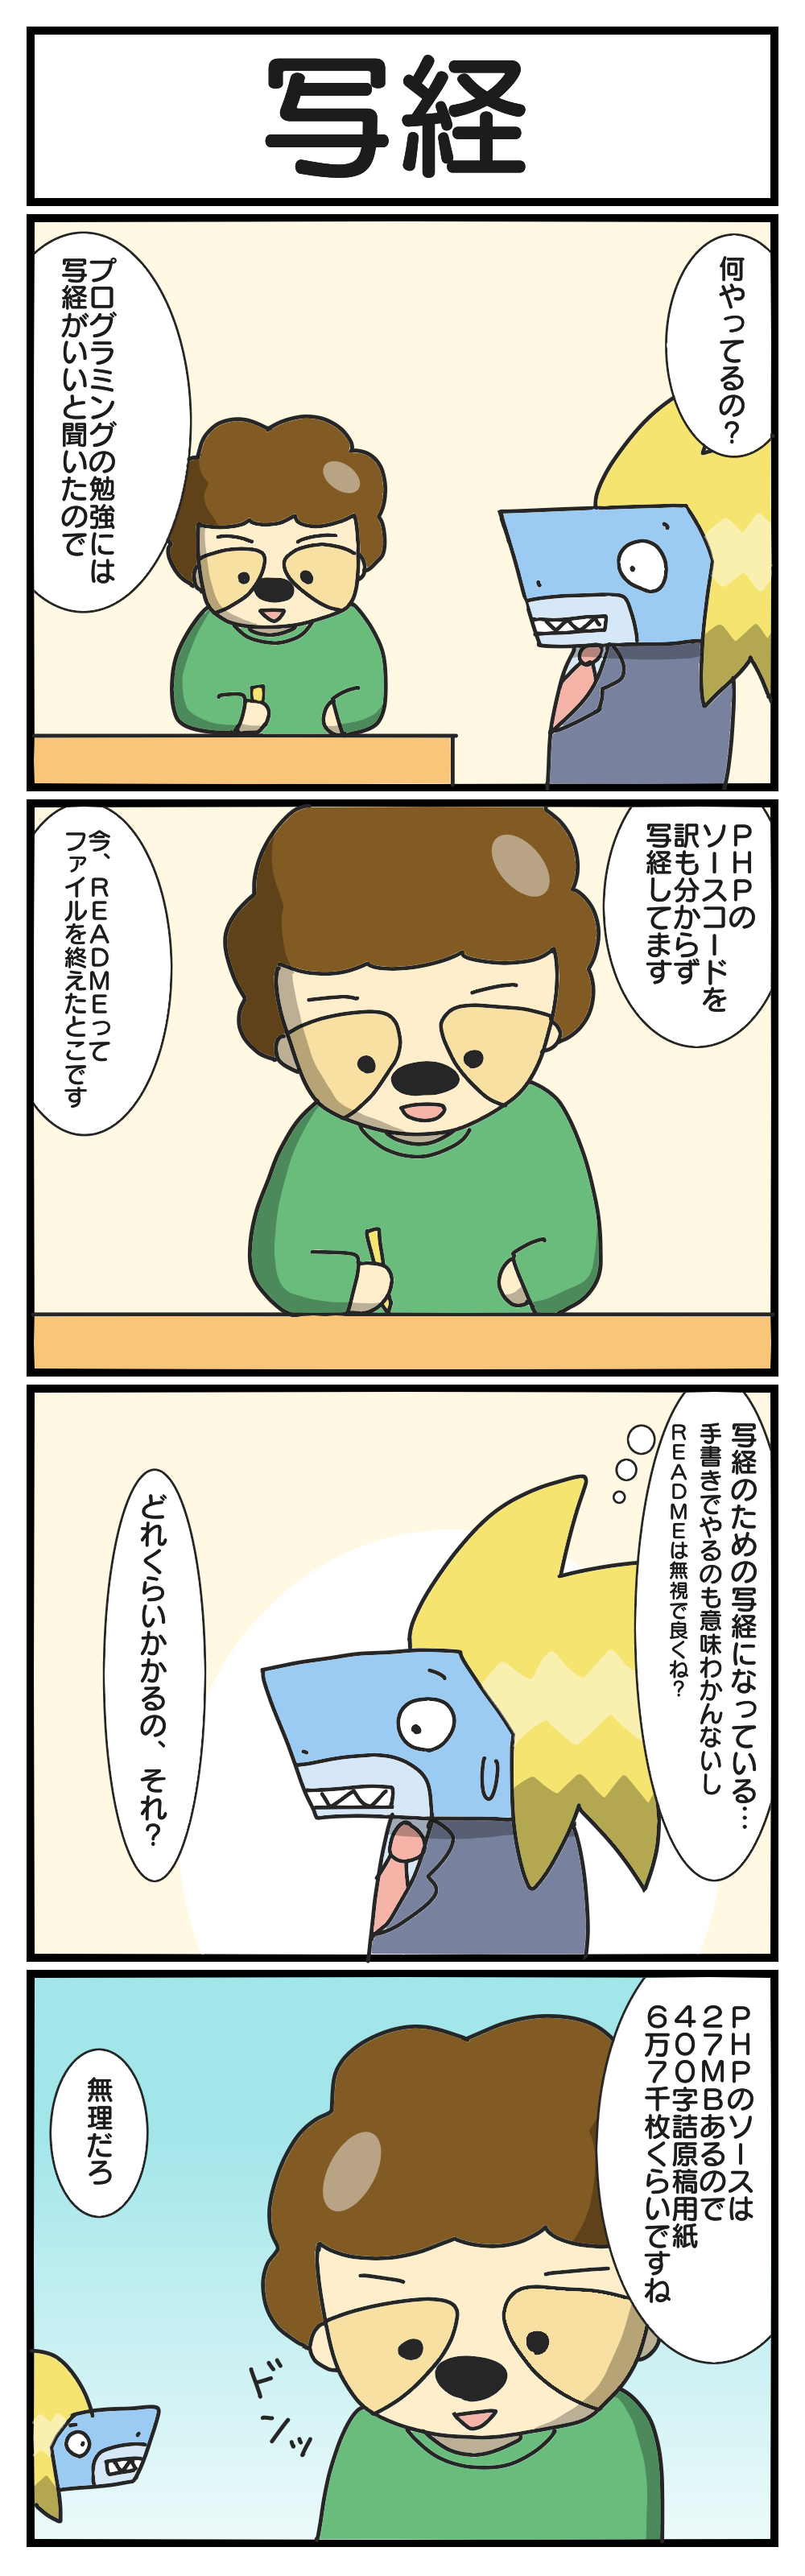 写経
何やってるの？
プログラミングの勉強には
写経がいいと聞いたので
PHPの
ソースコードを
訳も分からず
写経してます
今、READMEって
ファイルを終えたとこです
写経のための写経になっている…
手書きでやるのも意味わかんないし
READMEは無視で良くね？
どれくらいかかるの、それ？
PHPのソースは
27MBあるので
400字詰原稿用紙
6万7千枚くらいですね
ドンッ
無理だろ